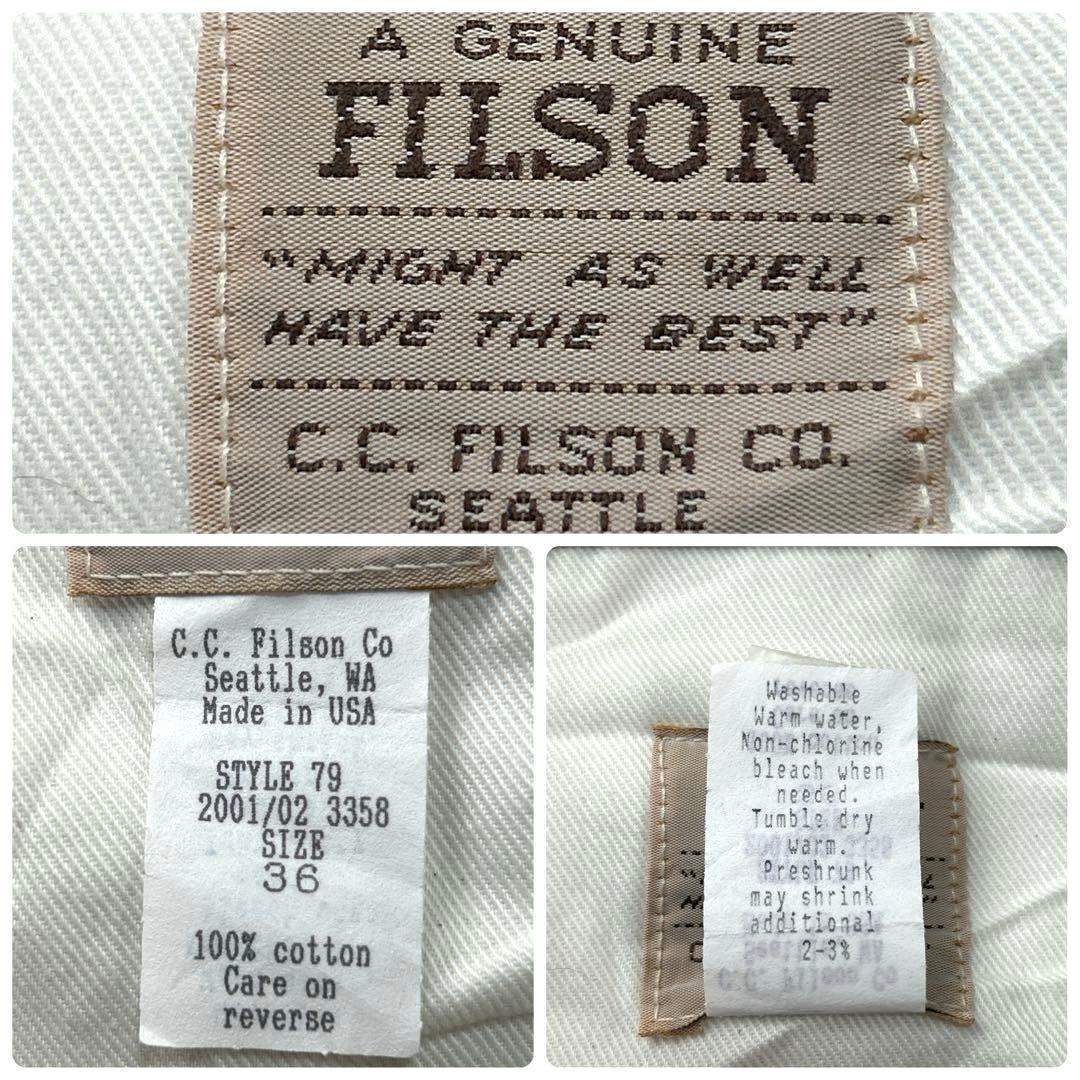 A GENUINE
FILSON
"MIGHT AS WELL
HAVE THE BEST"
C.C. FILSON CO.
SEATTLE
C.C. Filson Co
Seattle, WA
Made in USA
STYLE 79
2001/02 3358
SIZE
36
100% cotton
Care on
reverse
Washable
Warm water,
Non-chlorine
bleach when
needed.
Tumble dry
warm.
Preshrunk
may shrink
additional
2-3%